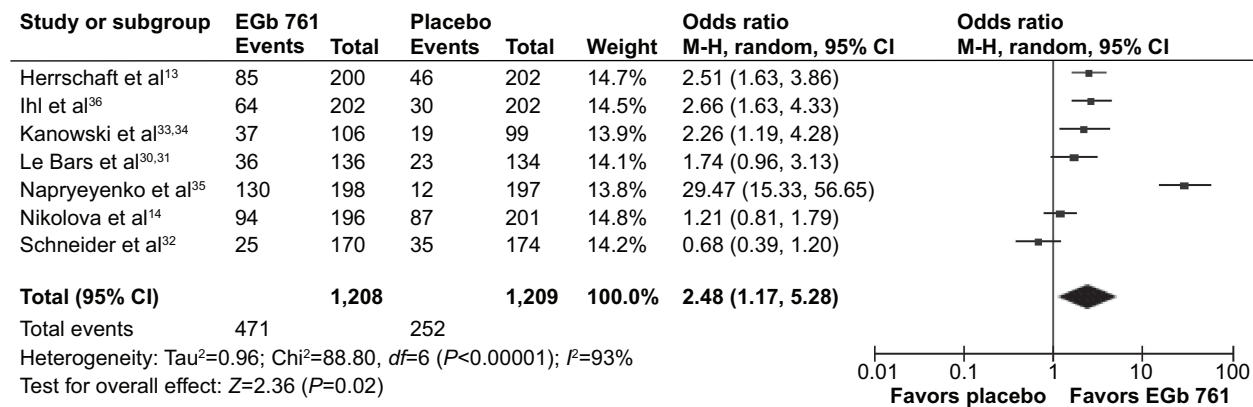 Study or subgroup EGb 761 Placebo Odds ratio Odds ratio
Events Total Events Total Weight M-H, random, 95% CI M-H, random, 95% CI
Herrschaft et al13 85 200 46 202 14.7% 2.51 (1.63, 3.86)
Ihl et al36 64 202 30 202 14.5% 2.66 (1.63, 4.33)
Kanowski et al33,34 37 106 19 99 13.9% 2.26 (1.19, 4.28)
Le Bars et al30,31 36 136 23 134 14.1% 1.74 (0.96, 3.13)
Napryeyenko et al35 130 198 12 197 13.8% 29.47 (15.33, 56.65)
Nikolova et al14 94 196 87 201 14.8% 1.21 (0.81, 1.79)
Schneider et al32 25 170 35 174 14.2% 0.68 (0.39, 1.20)
Total (95% CI) 1,208 1,209 100.0% 2.48 (1.17, 5.28)
Total events 471 252
Heterogeneity: Tau2=0.96; Chi2=88.80, df=6 (P<0.00001); I2=93%
Test for overall effect: Z=2.36 (P=0.02)
0.01 0.1 1 10 100
Favors placebo Favors EGb 761